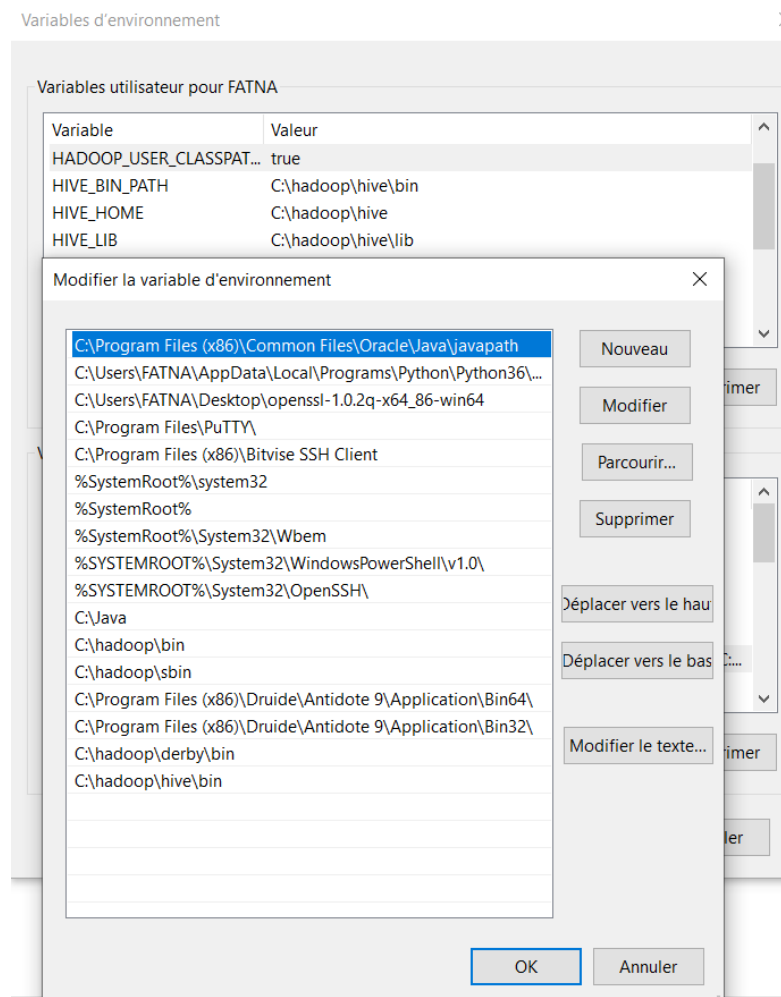 Variables d'environnement
Variables utilisateur pour FATNA
Variable Valeur
HADOOP_USER_CLASSPAT... true
HIVE_BIN_PATH C:\hadoop\hive\bin
HIVE_HOME C:\hadoop\hive
HIVE_LIB C:\hadoop\hive\lib
Modifier la variable d'environnement
C:\Program Files (x86)\Common Files\Oracle\Java\javapath
Nouveau
C:\Users\FATNA\AppData\Local\Programs\Python\Python36\...
imer
C:\Users\FATNA\Desktop\openssl-1.0.2q-x64_86-win64
Modifier
C:\Program Files\PuTTY\
C:\Program Files (x86)\Bitvise SSH Client
Parcourir...
%SystemRoot%\system32
%SystemRoot%
Supprimer
%SystemRoot%\System32\Wbem
%SYSTEMROOT%\System32\WindowsPowerShell\v1.0\
%SYSTEMROOT%\System32\OpenSSH\
Déplacer vers le hau
C:\Java
C:\hadoop\bin
Déplacer vers le bas
C:\hadoop\sbin
C:\Program Files (x86)\Druide\Antidote 9\Application\Bin64\
C:\Program Files (x86)\Druide\Antidote 9\Application\Bin32\
Modifier le texte...
imer
C:\hadoop\derby\bin
C:\hadoop\hive\bin
ler
OK
Annuler